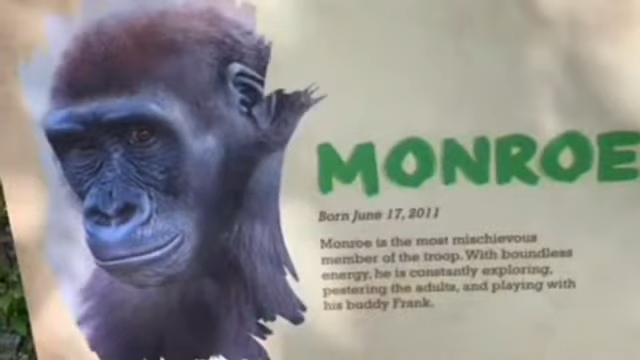 MONROE
Born June 17, 2011
Monroe is the most mischievous
member of the troop. With boundless
energy, he is constantly exploring,
pestering the adults, and playing with
his buddy Frank.